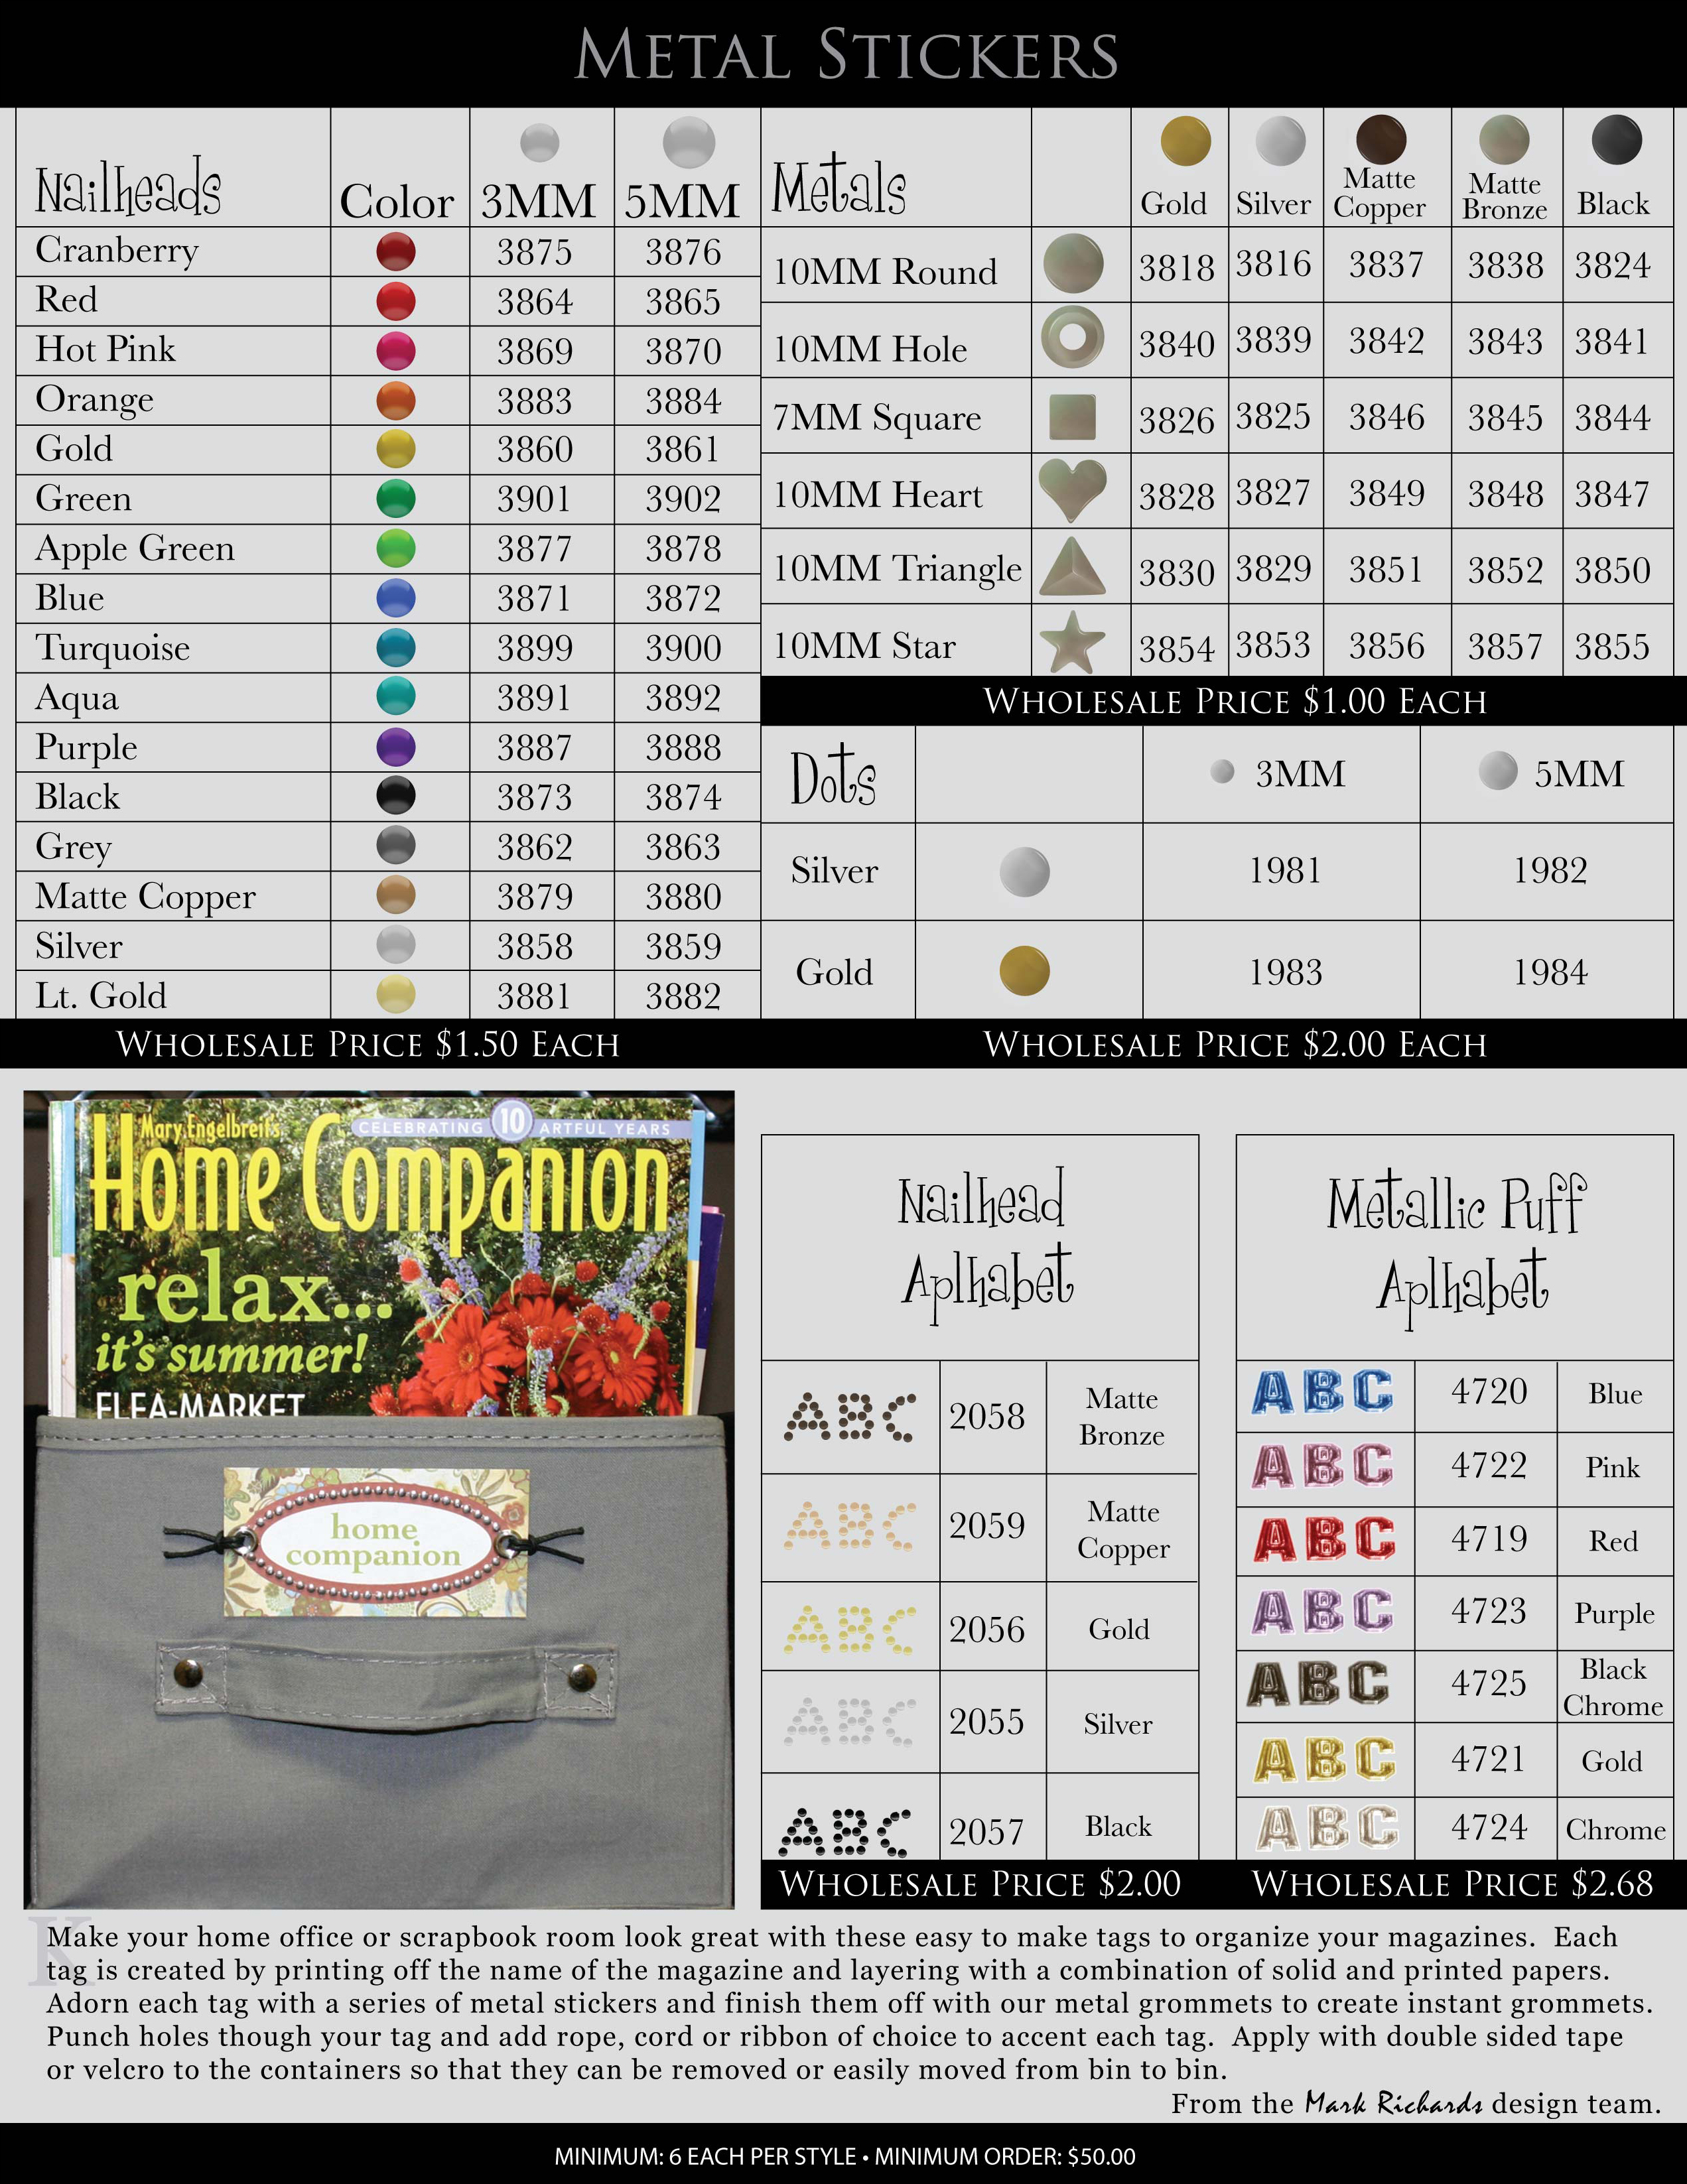 METAL STICKERS
Nailheads Color 3MM 5MM
Cranberry 3875 3876
Red 3864 3865
Hot Pink 3869 3870
Orange 3883 3884
Gold 3860 3861
Green 3901 3902
Apple Green 3877 3878
Blue 3871 3872
Turquoise 3899 3900
Aqua 3891 3892
Purple 3887 3888
Black 3873 3874
Grey 3862 3863
Matte Copper 3879 3880
Silver 3858 3859
Lt. Gold 3881 3882
WHOLESALE PRICE $1.50 EACH
Metals Gold Silver Matte Copper Matte Bronze Black
10MM Round 3818 3816 3837 3838 3824
10MM Hole 3840 3839 3842 3843 3841
7MM Square 3826 3825 3846 3845 3844
10MM Heart 3828 3827 3849 3848 3847
10MM Triangle 3830 3829 3851 3852 3850
10MM Star 3854 3853 3856 3857 3855
WHOLESALE PRICE $1.00 EACH
Dots 3MM 5MM
Silver 1981 1982
Gold 1983 1984
WHOLESALE PRICE $2.00 EACH
Mary Engelbreit's
CELEBRATING 10 ARTFUL YEARS
Home Companion
relax...
it's summer!
FLEA-MARKET
home
companion
Nailhead
Aplhabet
ABC 2058 Matte Bronze
ABC 2059 Matte Copper
ABC 2056 Gold
ABC 2055 Silver
ABC 2057 Black
WHOLESALE PRICE $2.00
Metallic Puff
Aplhabet
ABC 4720 Blue
ABC 4722 Pink
ABC 4719 Red
ABC 4723 Purple
ABC 4725 Black Chrome
ABC 4721 Gold
ABC 4724 Chrome
WHOLESALE PRICE $2.68
K
Make your home office or scrapbook room look great with these easy to make tags to organize your magazines. Each
tag is created by printing off the name of the magazine and layering with a combination of solid and printed papers.
Adorn each tag with a series of metal stickers and finish them off with our metal grommets to create instant grommets.
Punch holes though your tag and add rope, cord or ribbon of choice to accent each tag. Apply with double sided tape
or velcro to the containers so that they can be removed or easily moved from bin to bin.
From the Mark Richards design team.
MINIMUM: 6 EACH PER STYLE • MINIMUM ORDER: $50.00